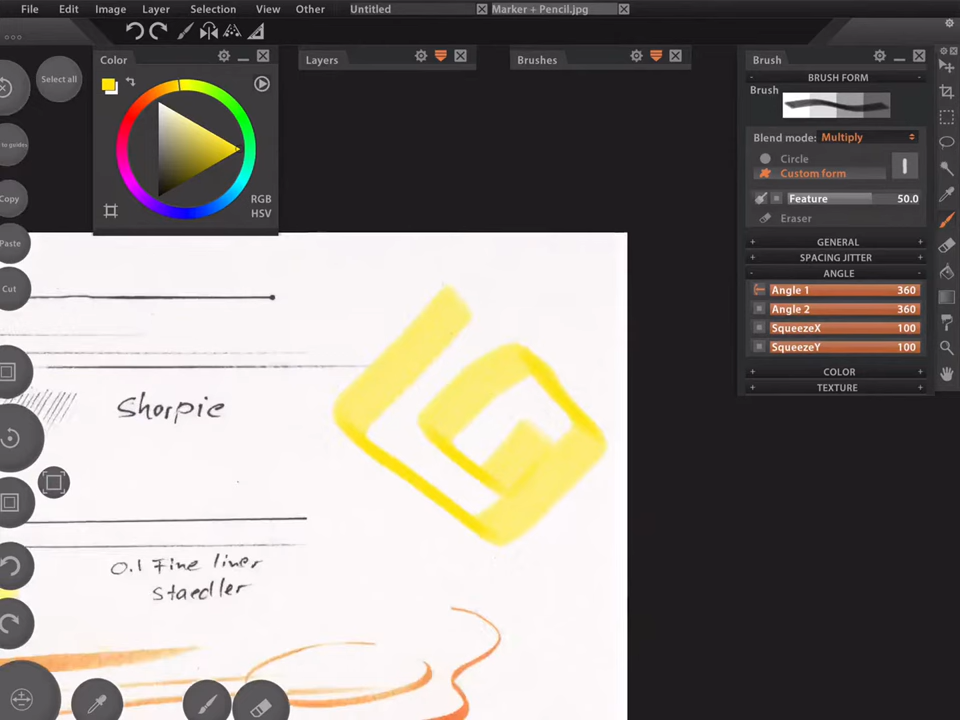 File Edit Image Layer Selection View Other Untitled Marker + Pencil.jpg
Select all
to guides
Copy
Paste
Cut
Color
RGB
HSV
Layers
Brushes
Brush
BRUSH FORM
Brush
Blend mode: Multiply
Circle
Custom form
Feature 50.0
Eraser
GENERAL
SPACING JITTER
ANGLE
Angle 1 360
Angle 2 360
SqueezeX 100
SqueezeY 100
COLOR
TEXTURE
Sharpie
0.1 Fine liner
Staedler